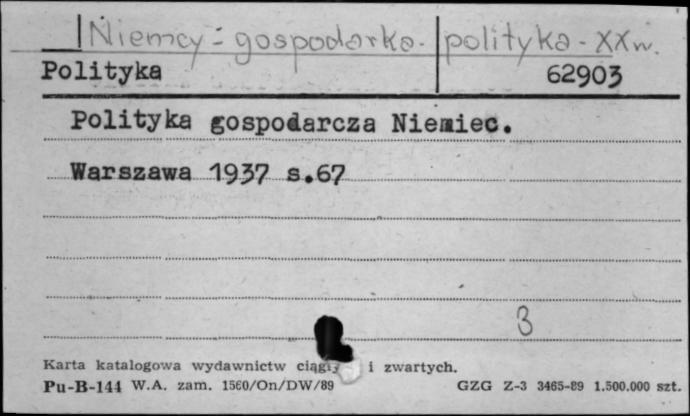 Niemcy - gospodarka - polityka - XX w.
Polityka 62903
Polityka gospodarcza Niemiec.
Warszawa 1937 s.67
3
Karta katalogowa wydawnictw i zwartych.
Pu-B-144 W.A. zam. 1560/On/DW/89 GZG Z-3 3465-89 1.500.000 szt.